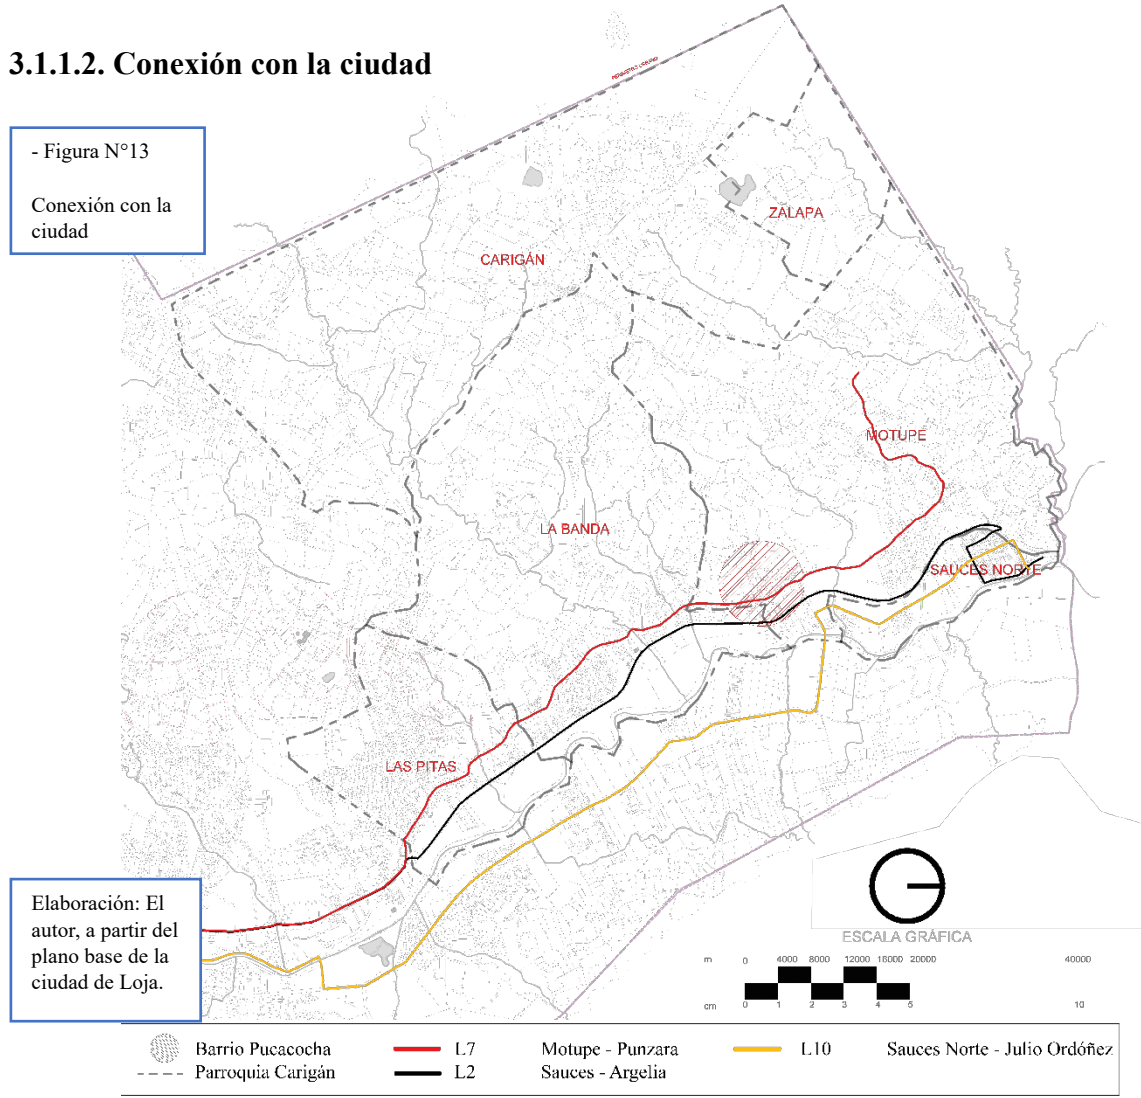 3.1.1.2. Conexión con la ciudad
- Figura N°13
Conexión con la
ciudad
PERÍMETRO URBANO
ZALAPA
CARIGÁN
MOTUPE
LA BANDA
SAUCES NORTE
LAS PITAS
Elaboración: El
autor, a partir del
plano base de la
ciudad de Loja.
ESCALA GRÁFICA
m 0 4000 8000 12000 16000 20000 40000
cm 0 1 2 3 4 5 10
Barrio Pucacocha L7 Motupe - Punzara L10 Sauces Norte - Julio Ordóñez
Parroquia Carigán L2 Sauces - Argelia